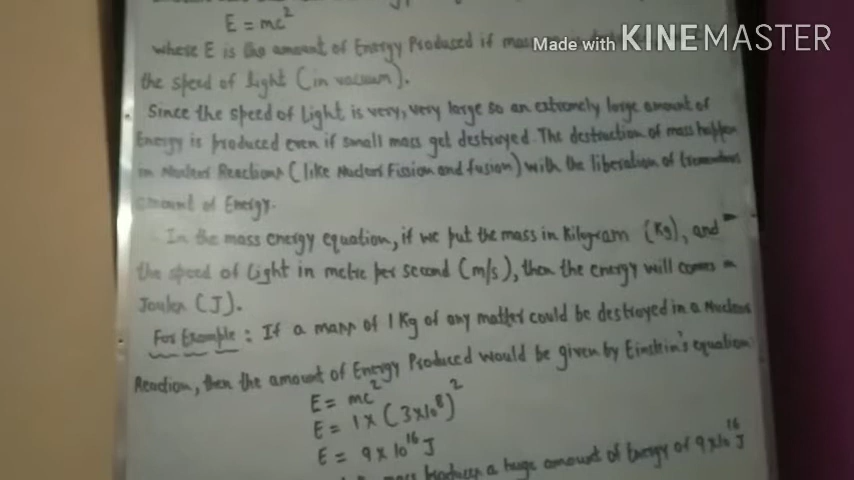 E = mc²
Made with KINEMASTER
where E is the amount of Energy Produced if mass
the speed of light (in vacuum).
Since the speed of Light is very, very large so an extremely large amount of
Energy is produced even if small mass get destroyed. The destruction of mass happen
in Nuclear Reactions (like Nuclear Fission and fusion) with the liberation of tremendous
amount of Energy.
In the mass energy equation, if we put the mass in Kilogram (Kg), and
the speed of Light in metre per second (m/s), then the energy will comes in
Joules (J).
For Example : If a mass of 1 Kg of any matter could be destroyed in a Nuclear
Reaction, then the amount of Energy Produced would be given by Einstein's equation
E = mc²
E = 1 x (3x10⁸)²
E = 9 x 10¹⁶ J
mass produces a huge amount of Energy of 9x10¹⁶ J